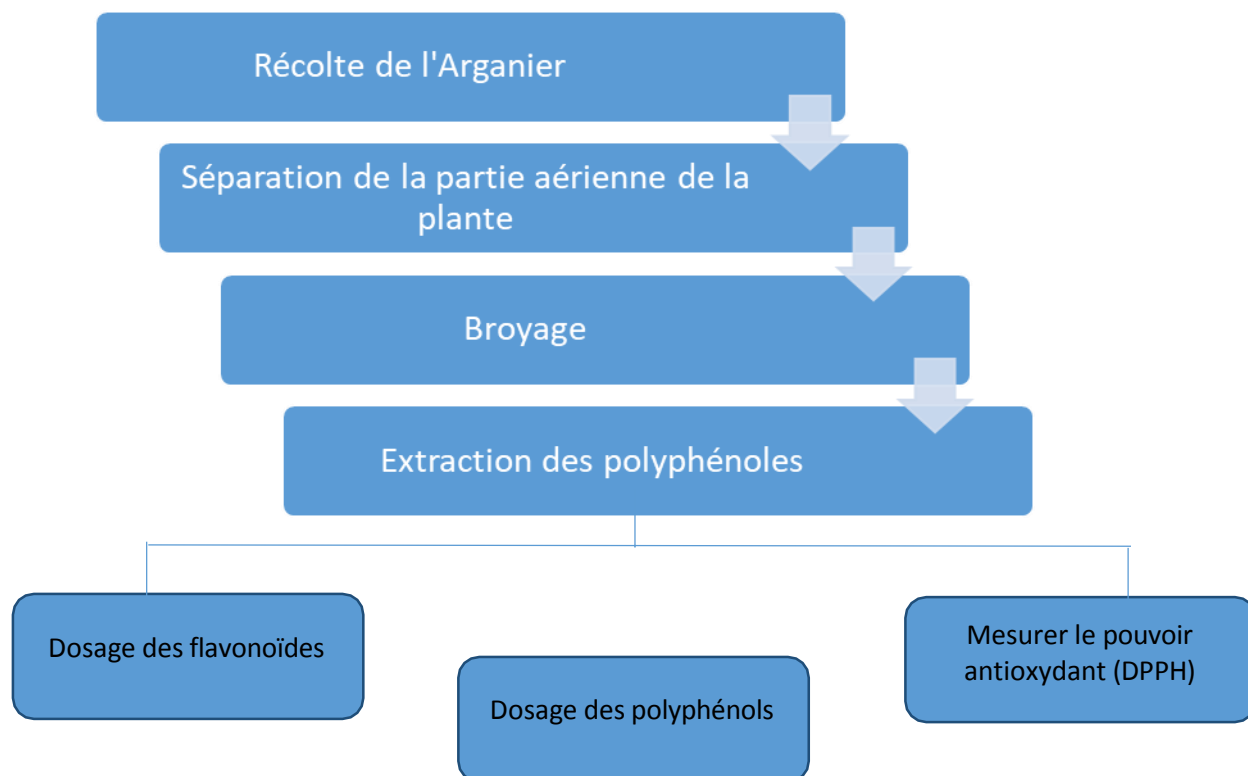 Récolte de l'Arganier
Séparation de la partie aérienne de la
plante
Broyage
Extraction des polyphénoles
Dosage des flavonoïdes
Dosage des polyphénols
Mesurer le pouvoir
antioxydant (DPPH)